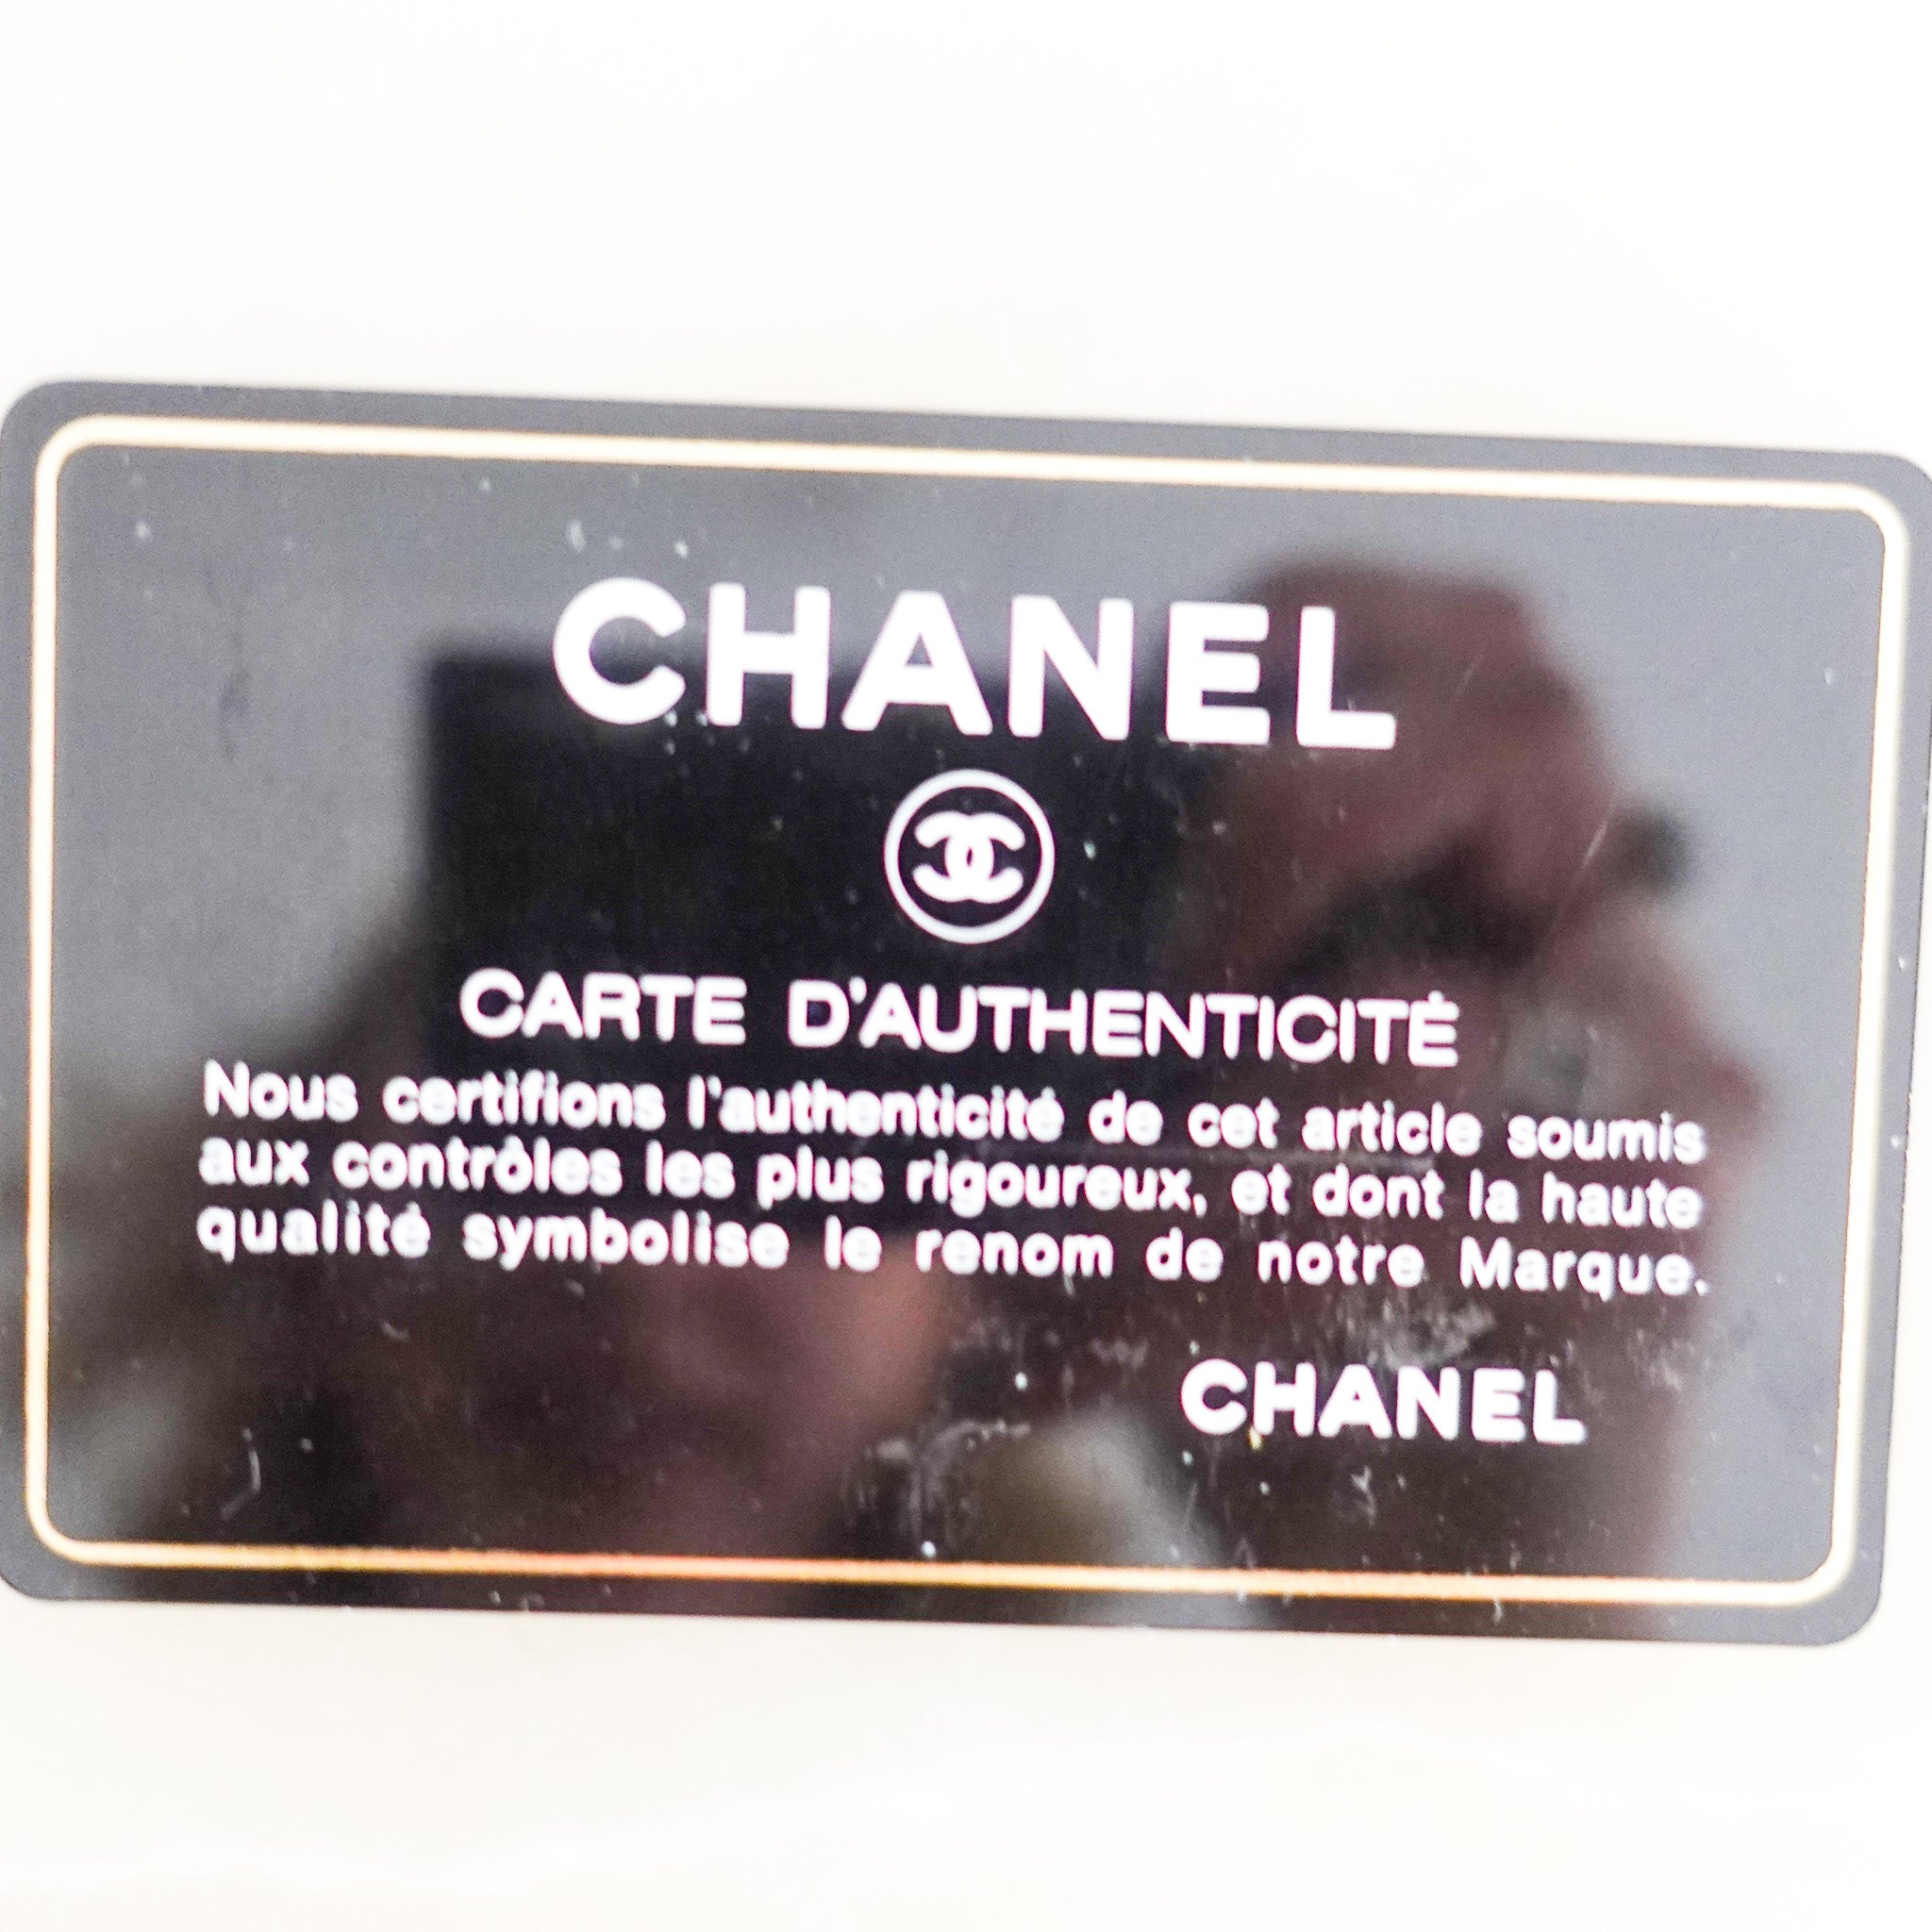 CHANEL
CARTE D'AUTHENTICITÉ
Nous certifions l'authenticité de cet article soumis
aux contrôles les plus rigoureux, et dont la haute
qualité symbolise le renom de notre Marque.
CHANEL